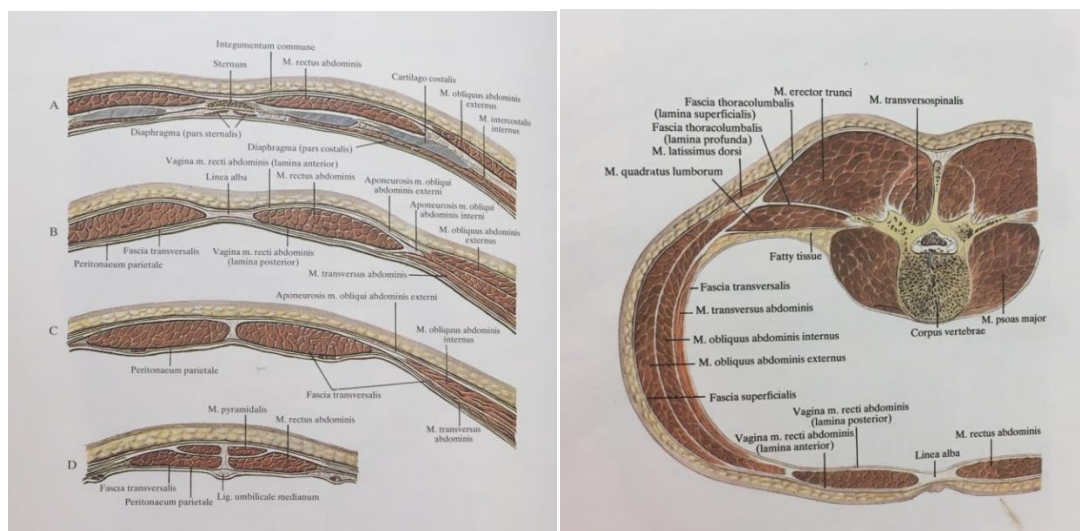 Integumentum commune
Sternum
M. rectus abdominis
Cartilago costalis
A
M. obliquus abdominis
externus
M. intercostalis
internus
Diaphragma (pars sternalis)
Diaphragma (pars costalis)
Vagina m. recti abdominis (lamina anterior)
Linea alba
M. rectus abdominis
Aponeurosis m. obliqui
abdominis externi
Aponeurosis m. obliqui
abdominis interni
M. obliquus abdominis
externus
B
Fascia transversalis
Peritonaeum parietale
Vagina m. recti abdominis
(lamina posterior)
M. transversus abdominis
Aponeurosis m. obliqui abdominis externi
C
M. obliquus abdominis
internus
Peritonaeum parietale
Fascia transversalis
M. transversus
abdominis
M. pyramidalis
M. rectus abdominis
D
Fascia transversalis
Peritonaeum parietale
Lig. umbilicale medianum
M. erector trunci
M. transversospinalis
Fascia thoracolumbalis
(lamina superficialis)
Fascia thoracolumbalis
(lamina profunda)
M. latissimus dorsi
M. quadratus lumborum
Fatty tissue
Fascia transversalis
M. transversus abdominis
M. psoas major
Corpus vertebrae
M. obliquus abdominis internus
M. obliquus abdominis externus
Fascia superficialis
Vagina m. recti abdominis
(lamina posterior)
Vagina m. recti abdominis
(lamina anterior)
M. rectus abdominis
Linea alba